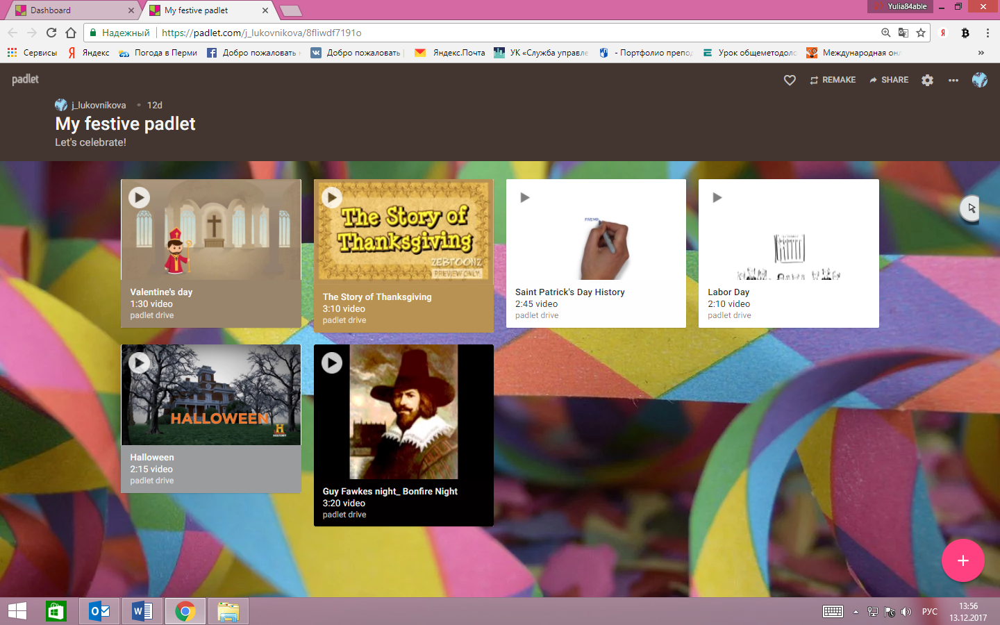 Dashboard
My festive padlet
Yulia84able
Надежный
https://padlet.com/j_lukovnikova/8fliwdf7191o
Сервисы
Яндекс
Погода в Перми
Добро пожаловать
Добро пожаловать
Яндекс.Почта
УК «Служба управле
- Портфолио препод
Урок общеметодоло
Международная онл
padlet
REMAKE
SHARE
j_lukovnikova • 12d
My festive padlet
Let's celebrate!
Valentine's day
1:30 video
padlet drive
The Story of
Thanksgiving
ZEBTOONZ
PREVIEW ONLY
The Story of Thanksgiving
3:10 video
padlet drive
Saint Patrick's Day History
2:45 video
padlet drive
Labor Day
2:10 video
padlet drive
HALLOWEEN
HISTORY
Halloween
2:15 video
padlet drive
Guy Fawkes night_ Bonfire Night
3:20 video
padlet drive
РУС
13:56
13.12.2017